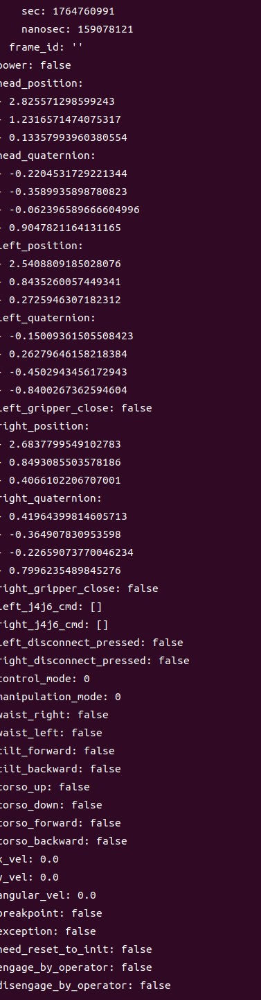 sec: 1764760991
nanosec: 159078121
frame_id: ''
power: false
head_position:
- 2.825571298599243
- 1.2316571474075317
- 0.13357993960380554
head_quaternion:
- -0.2204531729221344
- -0.3589935898780823
- -0.062396589666604996
- 0.9047821164131165
left_position:
- 2.5408809185028076
- 0.8435260057449341
- 0.2725946307182312
left_quaternion:
- -0.15009361505508423
- 0.26279646158218384
- -0.4502943456172943
- -0.8400267362594604
left_gripper_close: false
right_position:
- 2.6837799549102783
- 0.8493085503578186
- 0.4066102206707001
right_quaternion:
- 0.41964399814605713
- -0.364907830953598
- -0.22659073770046234
- 0.7996235489845276
right_gripper_close: false
left_j4j6_cmd: []
right_j4j6_cmd: []
left_disconnect_pressed: false
right_disconnect_pressed: false
control_mode: 0
manipulation_mode: 0
waist_right: false
waist_left: false
tilt_forward: false
tilt_backward: false
torso_up: false
torso_down: false
torso_forward: false
torso_backward: false
x_vel: 0.0
y_vel: 0.0
angular_vel: 0.0
breakpoint: false
exception: false
need_reset_to_init: false
engage_by_operator: false
disengage_by_operator: false